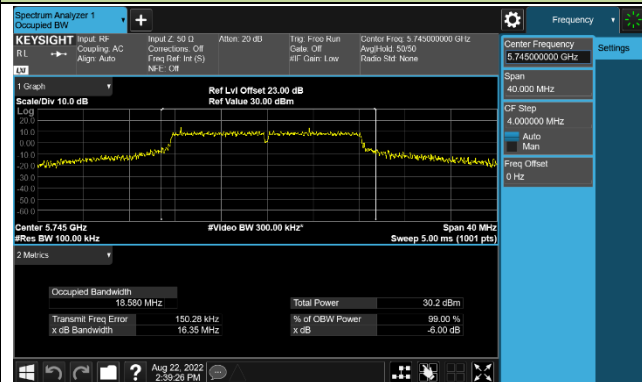 Spectrum Analyzer 1
Occupied BW
Frequency
KEYSIGHT
RL
LXI
Input: RF
Coupling: AC
Align: Auto
Input Z: 50 Ω
Corrections: Off
Freq Ref: Int (S)
NFE: Off
Atten: 20 dB
Trig: Free Run
Gate: Off
#IF Gain: Low
Center Freq: 5.745000000 GHz
Avg|Hold: 50/50
Radio Std: None
Center Frequency
5.745000000 GHz
Settings
Span
40.000 MHz
CF Step
4.000000 MHz
Auto
Man
Freq Offset
0 Hz
1 Graph
Scale/Div 10.0 dB
Ref Lvl Offset 23.00 dB
Ref Value 30.00 dBm
Log
20.0
10.0
0.00
-10.0
-20.0
-30.0
-40.0
-50.0
-60.0
Center 5.745 GHz
#Res BW 100.00 kHz
#Video BW 300.00 kHz*
Span 40 MHz
Sweep 5.00 ms (1001 pts)
2 Metrics
Occupied Bandwidth
18.580 MHz
Total Power 30.2 dBm
Transmit Freq Error 150.28 kHz
% of OBW Power 99.00 %
x dB Bandwidth 16.35 MHz
x dB -6.00 dB
Aug 22, 2022
2:39:26 PM